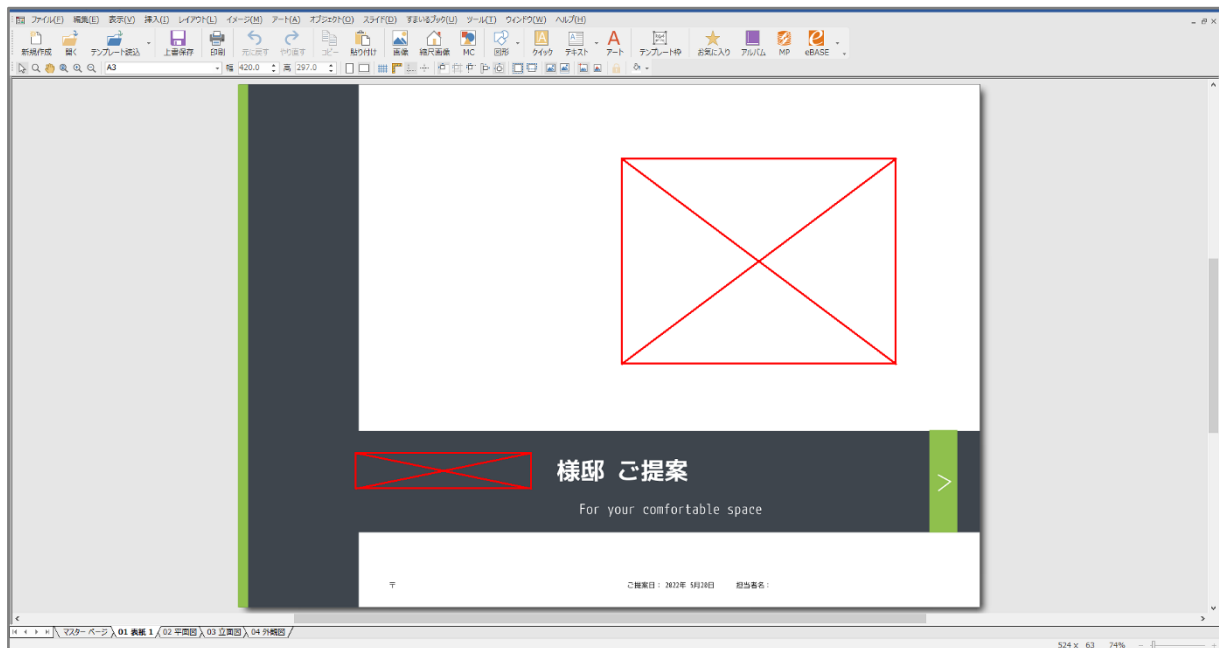 ファイル(F) 編集(E) 表示(V) 挿入(I) レイアウト(L) イメージ(M) アート(A) オブジェクト(O) スライド(D) すまいるブック(U) ツール(T) ウィンドウ(W) ヘルプ(H)
新規作成 開く テンプレート読込 上書保存 印刷 元に戻す やり直す コピー 貼り付け 画像 縮尺画像 MC 図形 クイック テキスト アート テンプレート枠 お気に入り アルバム MP eBASE
A3 幅 420.0 高 297.0
様邸 ご提案
>
For your comfortable space
〒 ご提案日： 2022年 5月20日 担当者名：
マスター ページ 01 表紙 1 02 平面図 03 立面図 04 外観図
524 x 63 74%